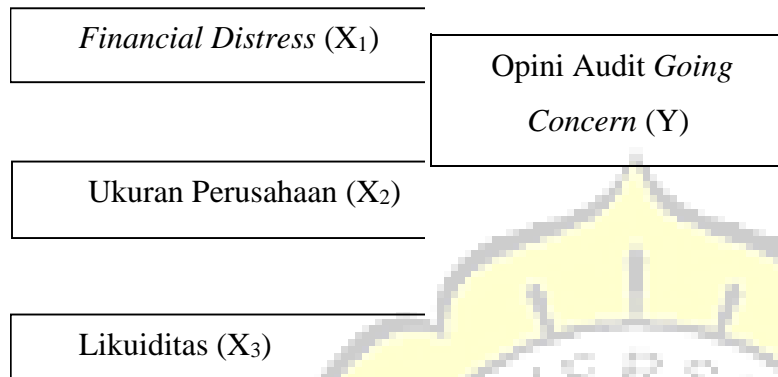 Financial Distress (X₁)
Opini Audit Going
Concern (Y)
Ukuran Perusahaan (X₂)
Likuiditas (X₃)